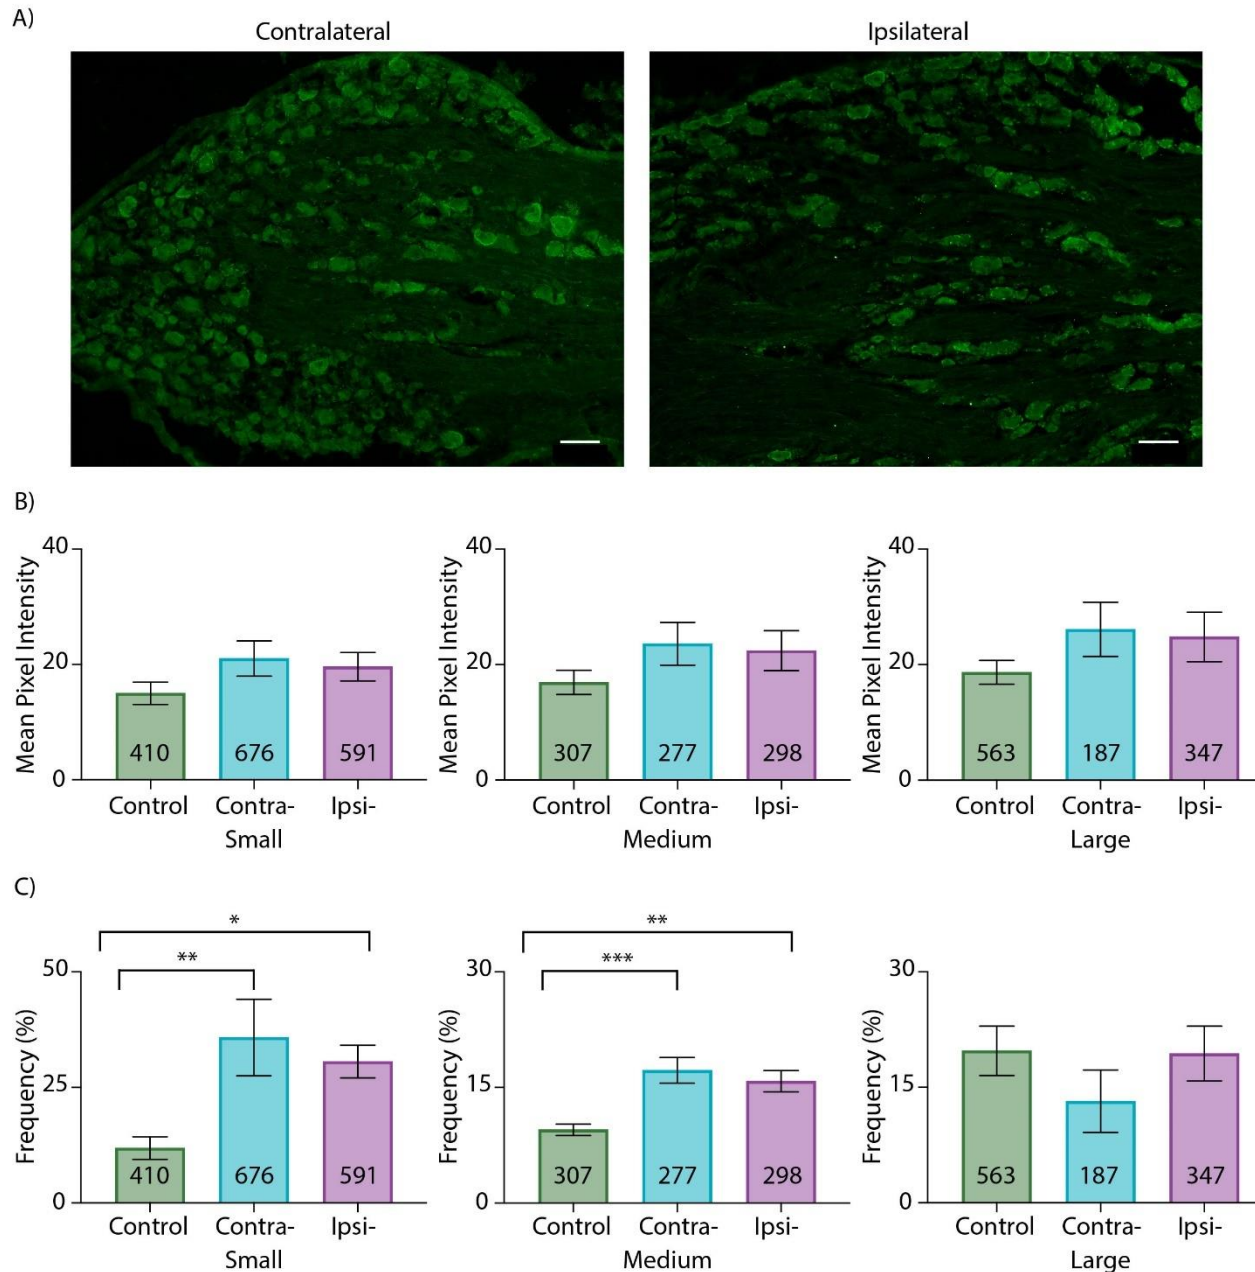 A)
Contralateral
Ipsilateral
B)
Mean Pixel Intensity
40
20
0
410
676
591
Control
Contra-
Ipsi-
Small
Mean Pixel Intensity
40
20
0
307
277
298
Control
Contra-
Ipsi-
Medium
Mean Pixel Intensity
40
20
0
563
187
347
Control
Contra-
Ipsi-
Large
C)
Frequency (%)
50
25
0
*
**
410
676
591
Control
Contra-
Ipsi-
Small
Frequency (%)
30
15
0
**
***
307
277
298
Control
Contra-
Ipsi-
Medium
Frequency (%)
30
15
0
563
187
347
Control
Contra-
Ipsi-
Large